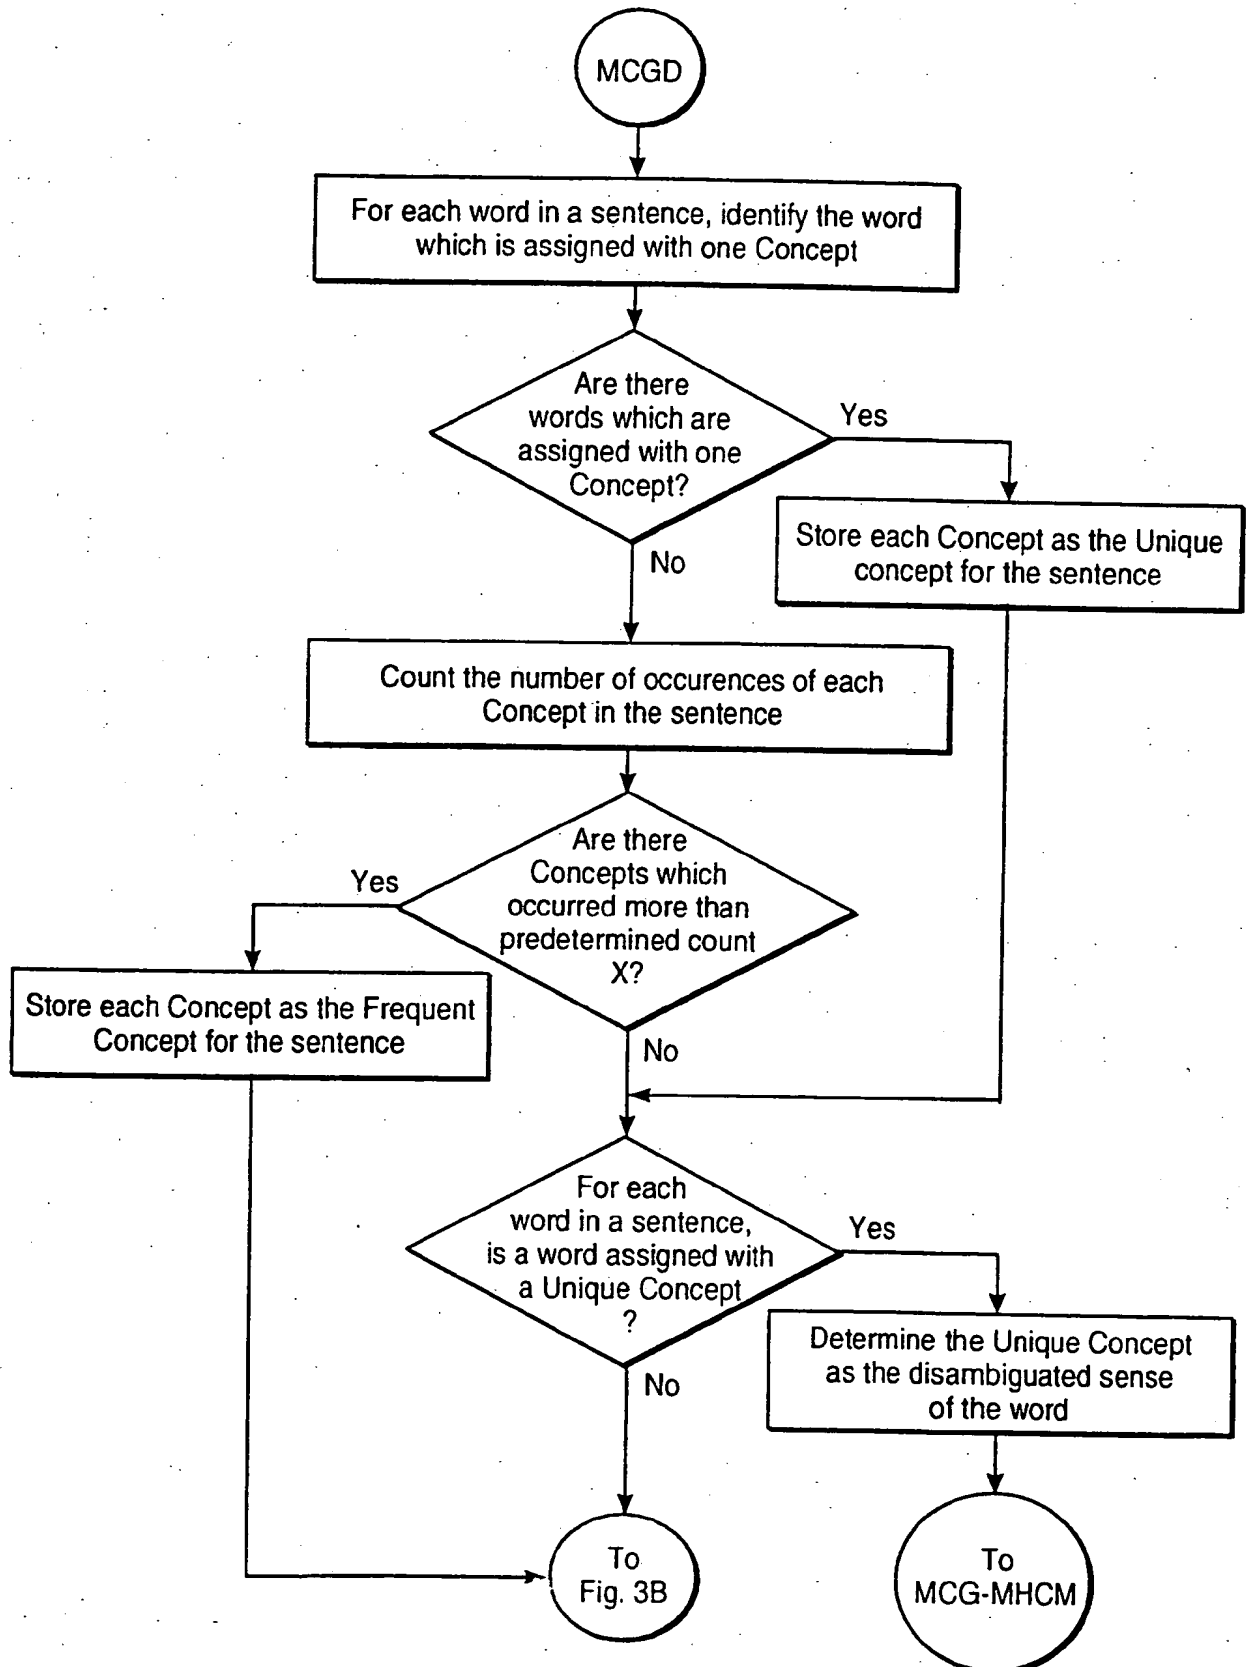 MCGD
For each word in a sentence, identify the word
which is assigned with one Concept
Are there
words which are
assigned with one
Concept?
Yes
No
Store each Concept as the Unique
concept for the sentence
Count the number of occurences of each
Concept in the sentence
Are there
Concepts which
occurred more than
predetermined count
X?
Yes
No
Store each Concept as the Frequent
Concept for the sentence
For each
word in a sentence,
is a word assigned with
a Unique Concept
?
Yes
No
Determine the Unique Concept
as the disambiguated sense
of the word
To
Fig. 3B
To
MCG-MHCM